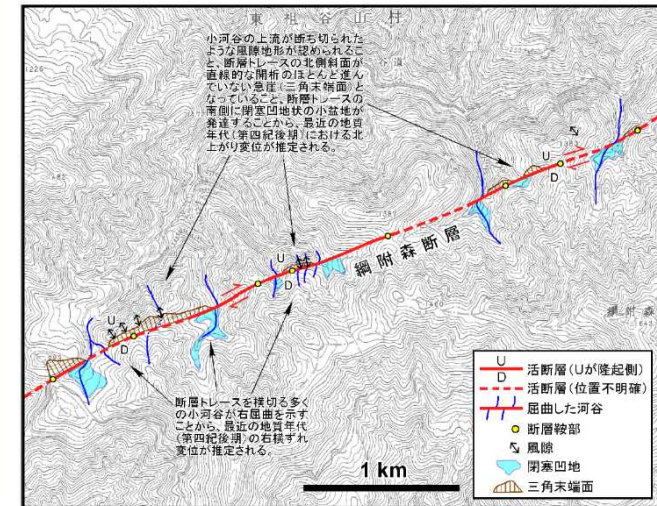 東祖谷山村
小河谷の上流が断ち切られた
ような風隙地形が認められるこ
と、断層トレースの北側斜面が
直線的な開析のほとんど進ん
でいない急崖(三角末端面)と
なっていること、断層トレースの
南側に閉塞凹地状の小盆地が
発達することから、最近の地質
年代(第四紀後期)における北
上がり変位が推定される。
U
D
U
D
U
D
綱附森断層
綱附森
断層トレースを横切る多く
の小河谷が右屈曲を示す
ことから、最近の地質年代
(第四紀後期)の右横ずれ
変位が推定される。
1 km
U
D
活断層(Uが隆起側)
活断層(位置不明確)
屈曲した河谷
断層鞍部
風隙
閉塞凹地
三角末端面